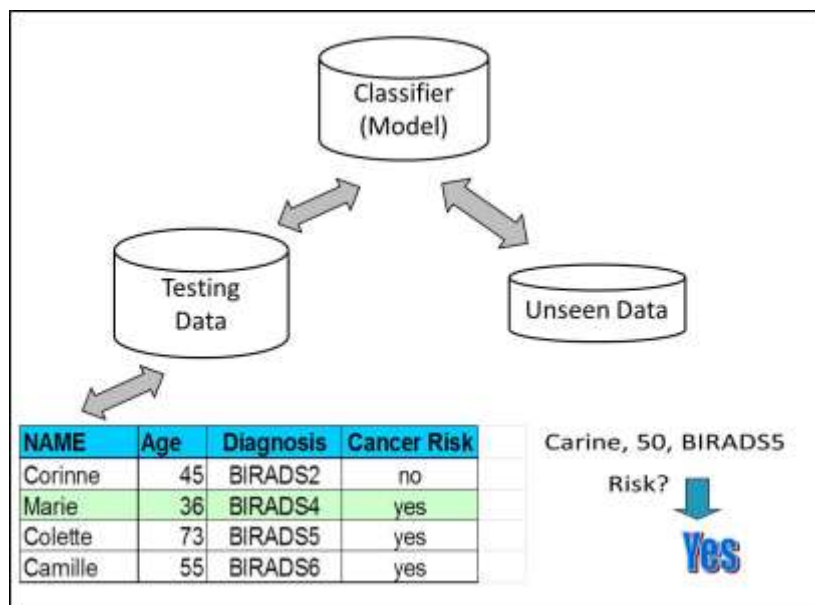 Classifier
(Model)
Testing
Data
Unseen Data
NAME Age Diagnosis Cancer Risk
Corinne 45 BIRADS2 no
Marie 36 BIRADS4 yes
Colette 73 BIRADS5 yes
Camille 55 BIRADS6 yes
Carine, 50, BIRADS5
Risk?
Yes